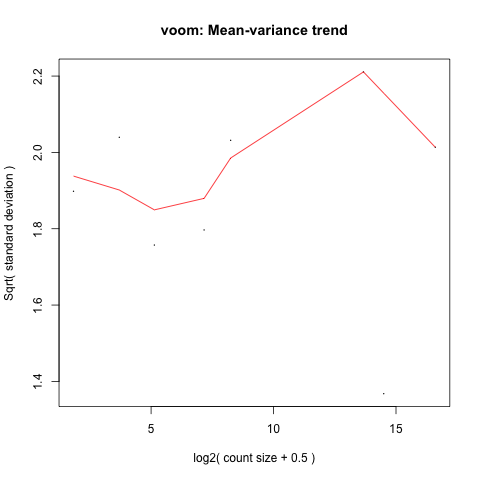 voom: Mean-variance trend
Sqrt( standard deviation )
2.2
2.0
1.8
1.6
1.4
5
10
15
log2( count size + 0.5 )